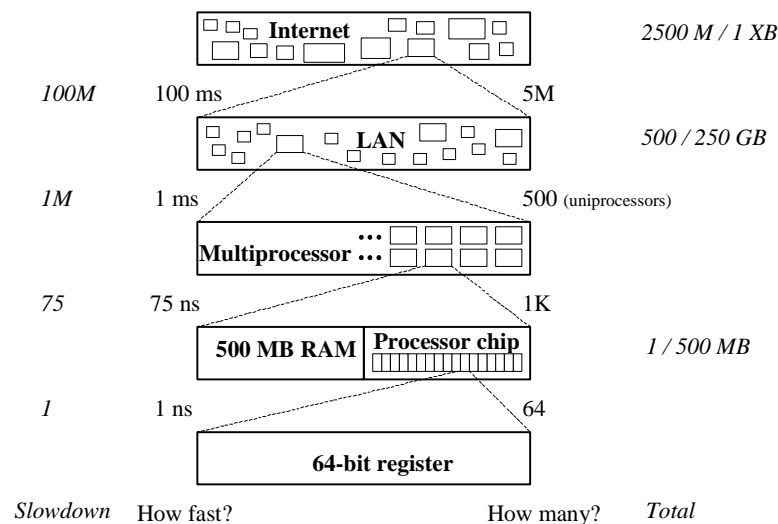 Internet 2500 M / 1 XB
100M 100 ms 5M
LAN 500 / 250 GB
1M 1 ms 500 (uniprocessors)
Multiprocessor
75 75 ns 1K
500 MB RAM Processor chip 1 / 500 MB
1 1 ns 64
64-bit register
Slowdown How fast? How many? Total